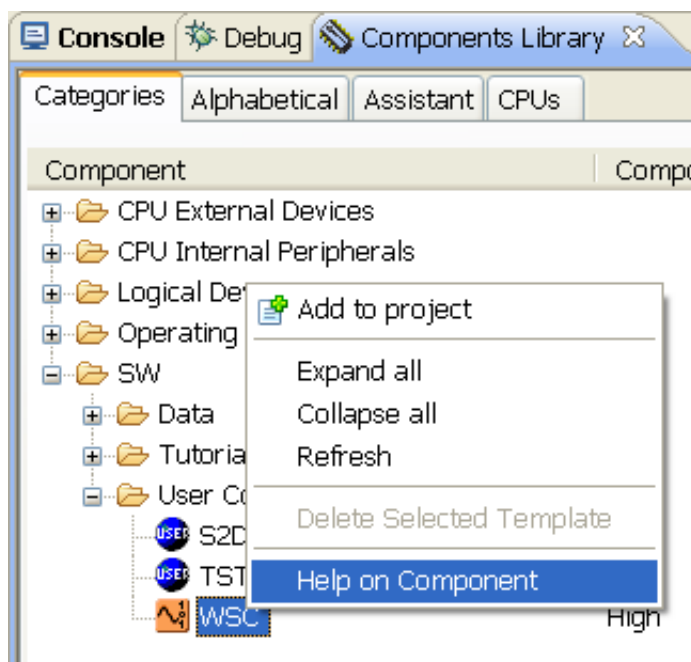 Console Debug Components Library
Categories Alphabetical Assistant CPUs
Component Compo
CPU External Devices
CPU Internal Peripherals
Logical De
Add to project
Operating
Expand all
SW
Collapse all
Data
Refresh
Tutoria
User Co
Delete Selected Template
USER S2D
USER TST
Help on Component
WSC High